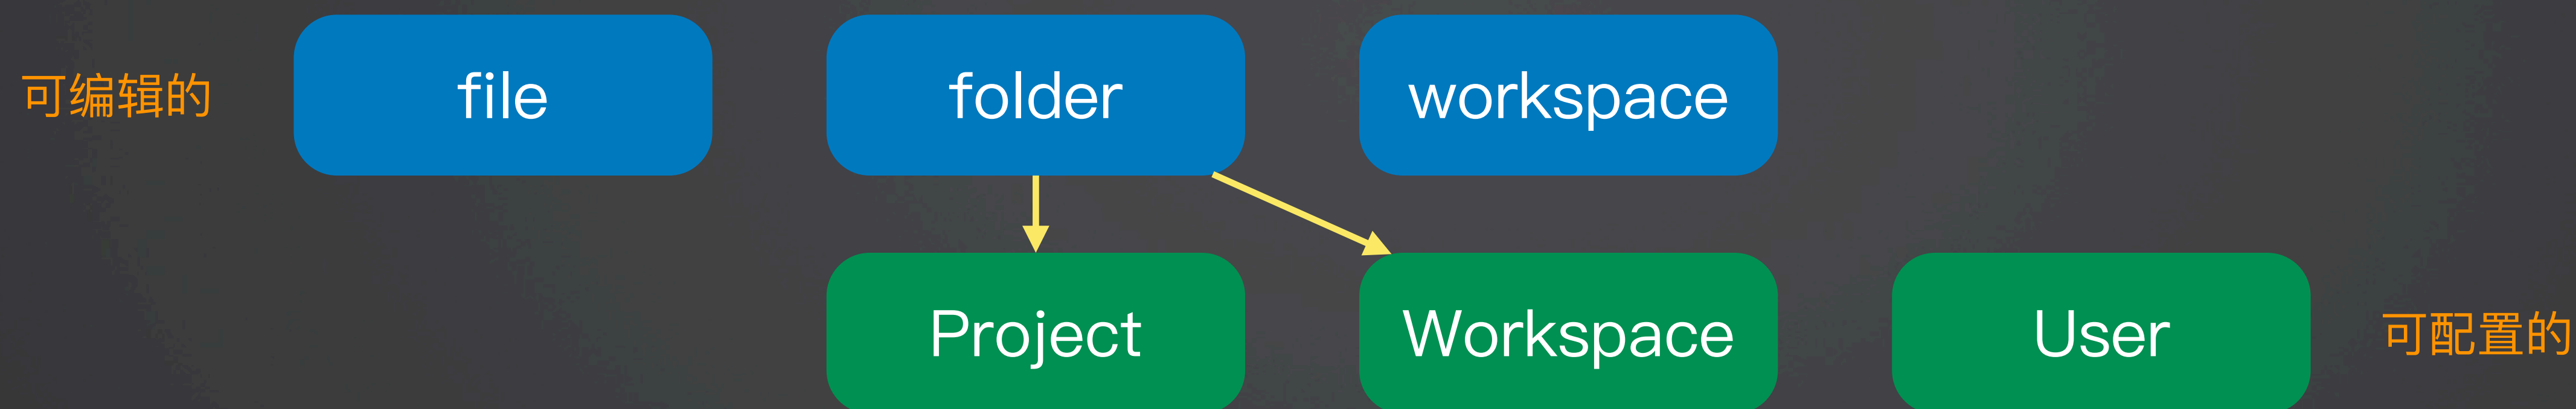 可编辑的
file
folder
workspace
Project
Workspace
User
可配置的